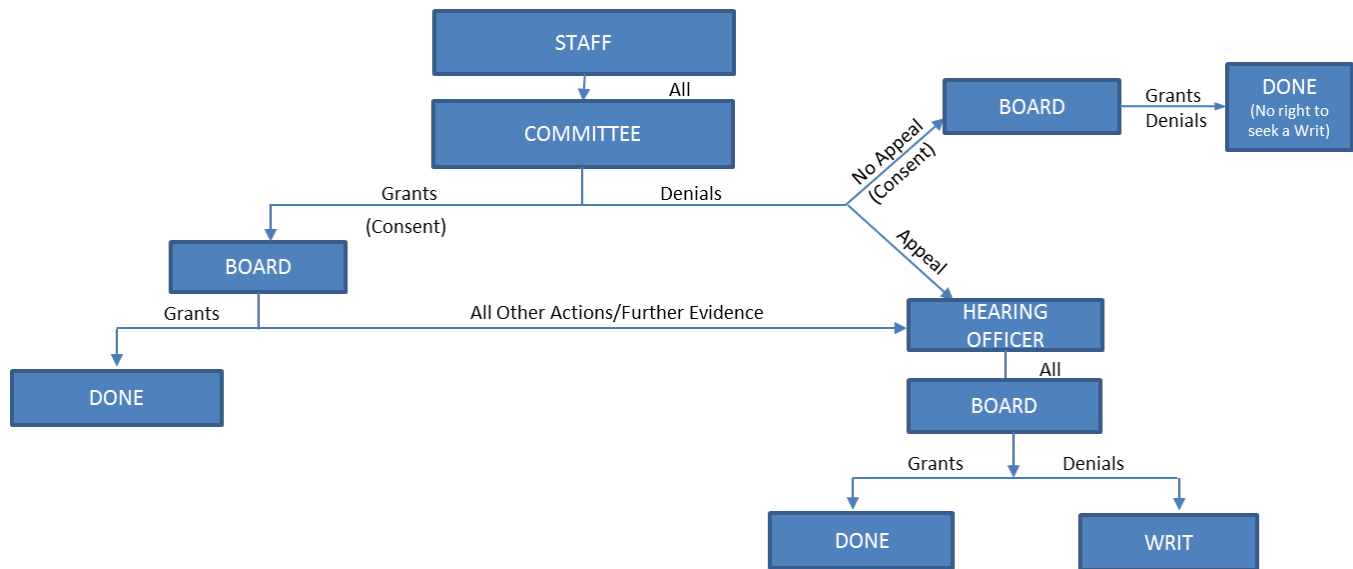 STAFF
All
COMMITTEE
Grants
(Consent)
Denials
No Appeal
(Consent)
Appeal
BOARD
Grants
Denials
DONE
(No right to
seek a Writ)
BOARD
Grants
All Other Actions/Further Evidence
DONE
HEARING
OFFICER
All
BOARD
Grants
Denials
DONE
WRIT